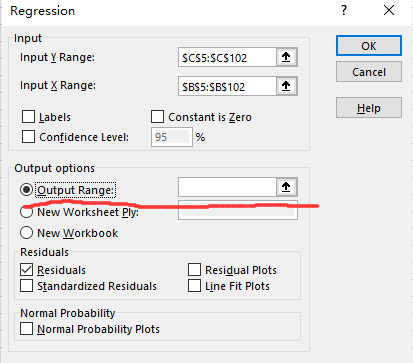 Regression
Input
Input Y Range: $C$5:$C$102
OK
Input X Range: $B$5:$B$102
Cancel
Labels Constant is Zero
Help
Confidence Level: 95 %
Output options
Output Range:
New Worksheet Ply:
New Workbook
Residuals
Residuals Residual Plots
Standardized Residuals Line Fit Plots
Normal Probability
Normal Probability Plots